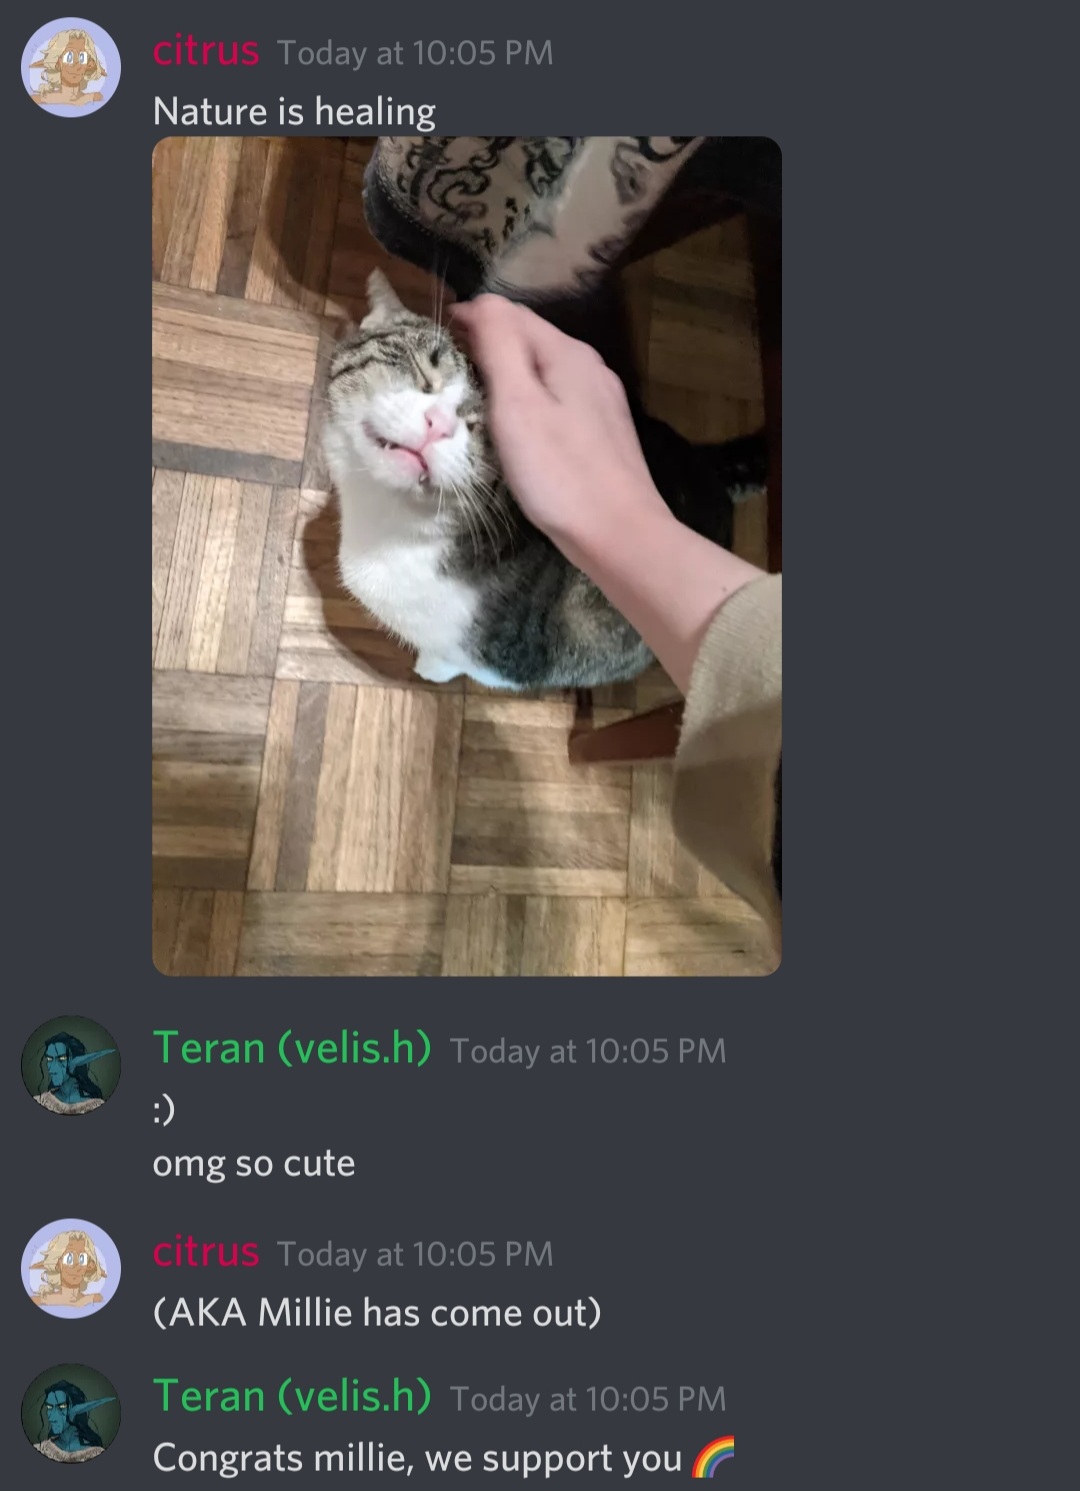 citrus Today at 10:05 PM
Nature is healing
Teran (velis.h) Today at 10:05 PM
:)
omg so cute
citrus Today at 10:05 PM
(AKA Millie has come out)
Teran (velis.h) Today at 10:05 PM
Congrats millie, we support you 🌈